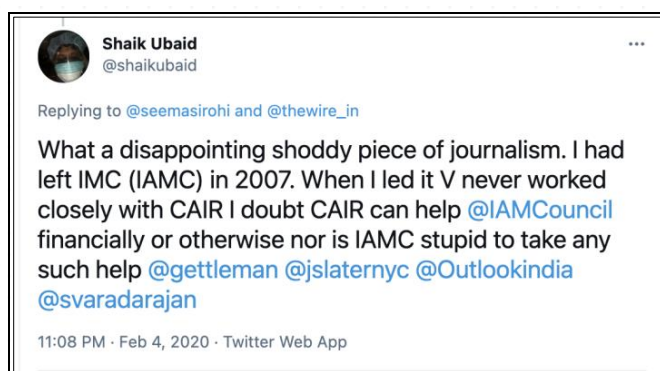 Shaik Ubaid
@shaikubaid
Replying to @seemasirohi and @thewire_in
What a disappointing shoddy piece of journalism. I had
left IMC (IAMC) in 2007. When I led it V never worked
closely with CAIR I doubt CAIR can help @IAMCouncil
financially or otherwise nor is IAMC stupid to take any
such help @gettleman @jslaternyc @Outlookindia
@svaradarajan
11:08 PM · Feb 4, 2020 · Twitter Web App